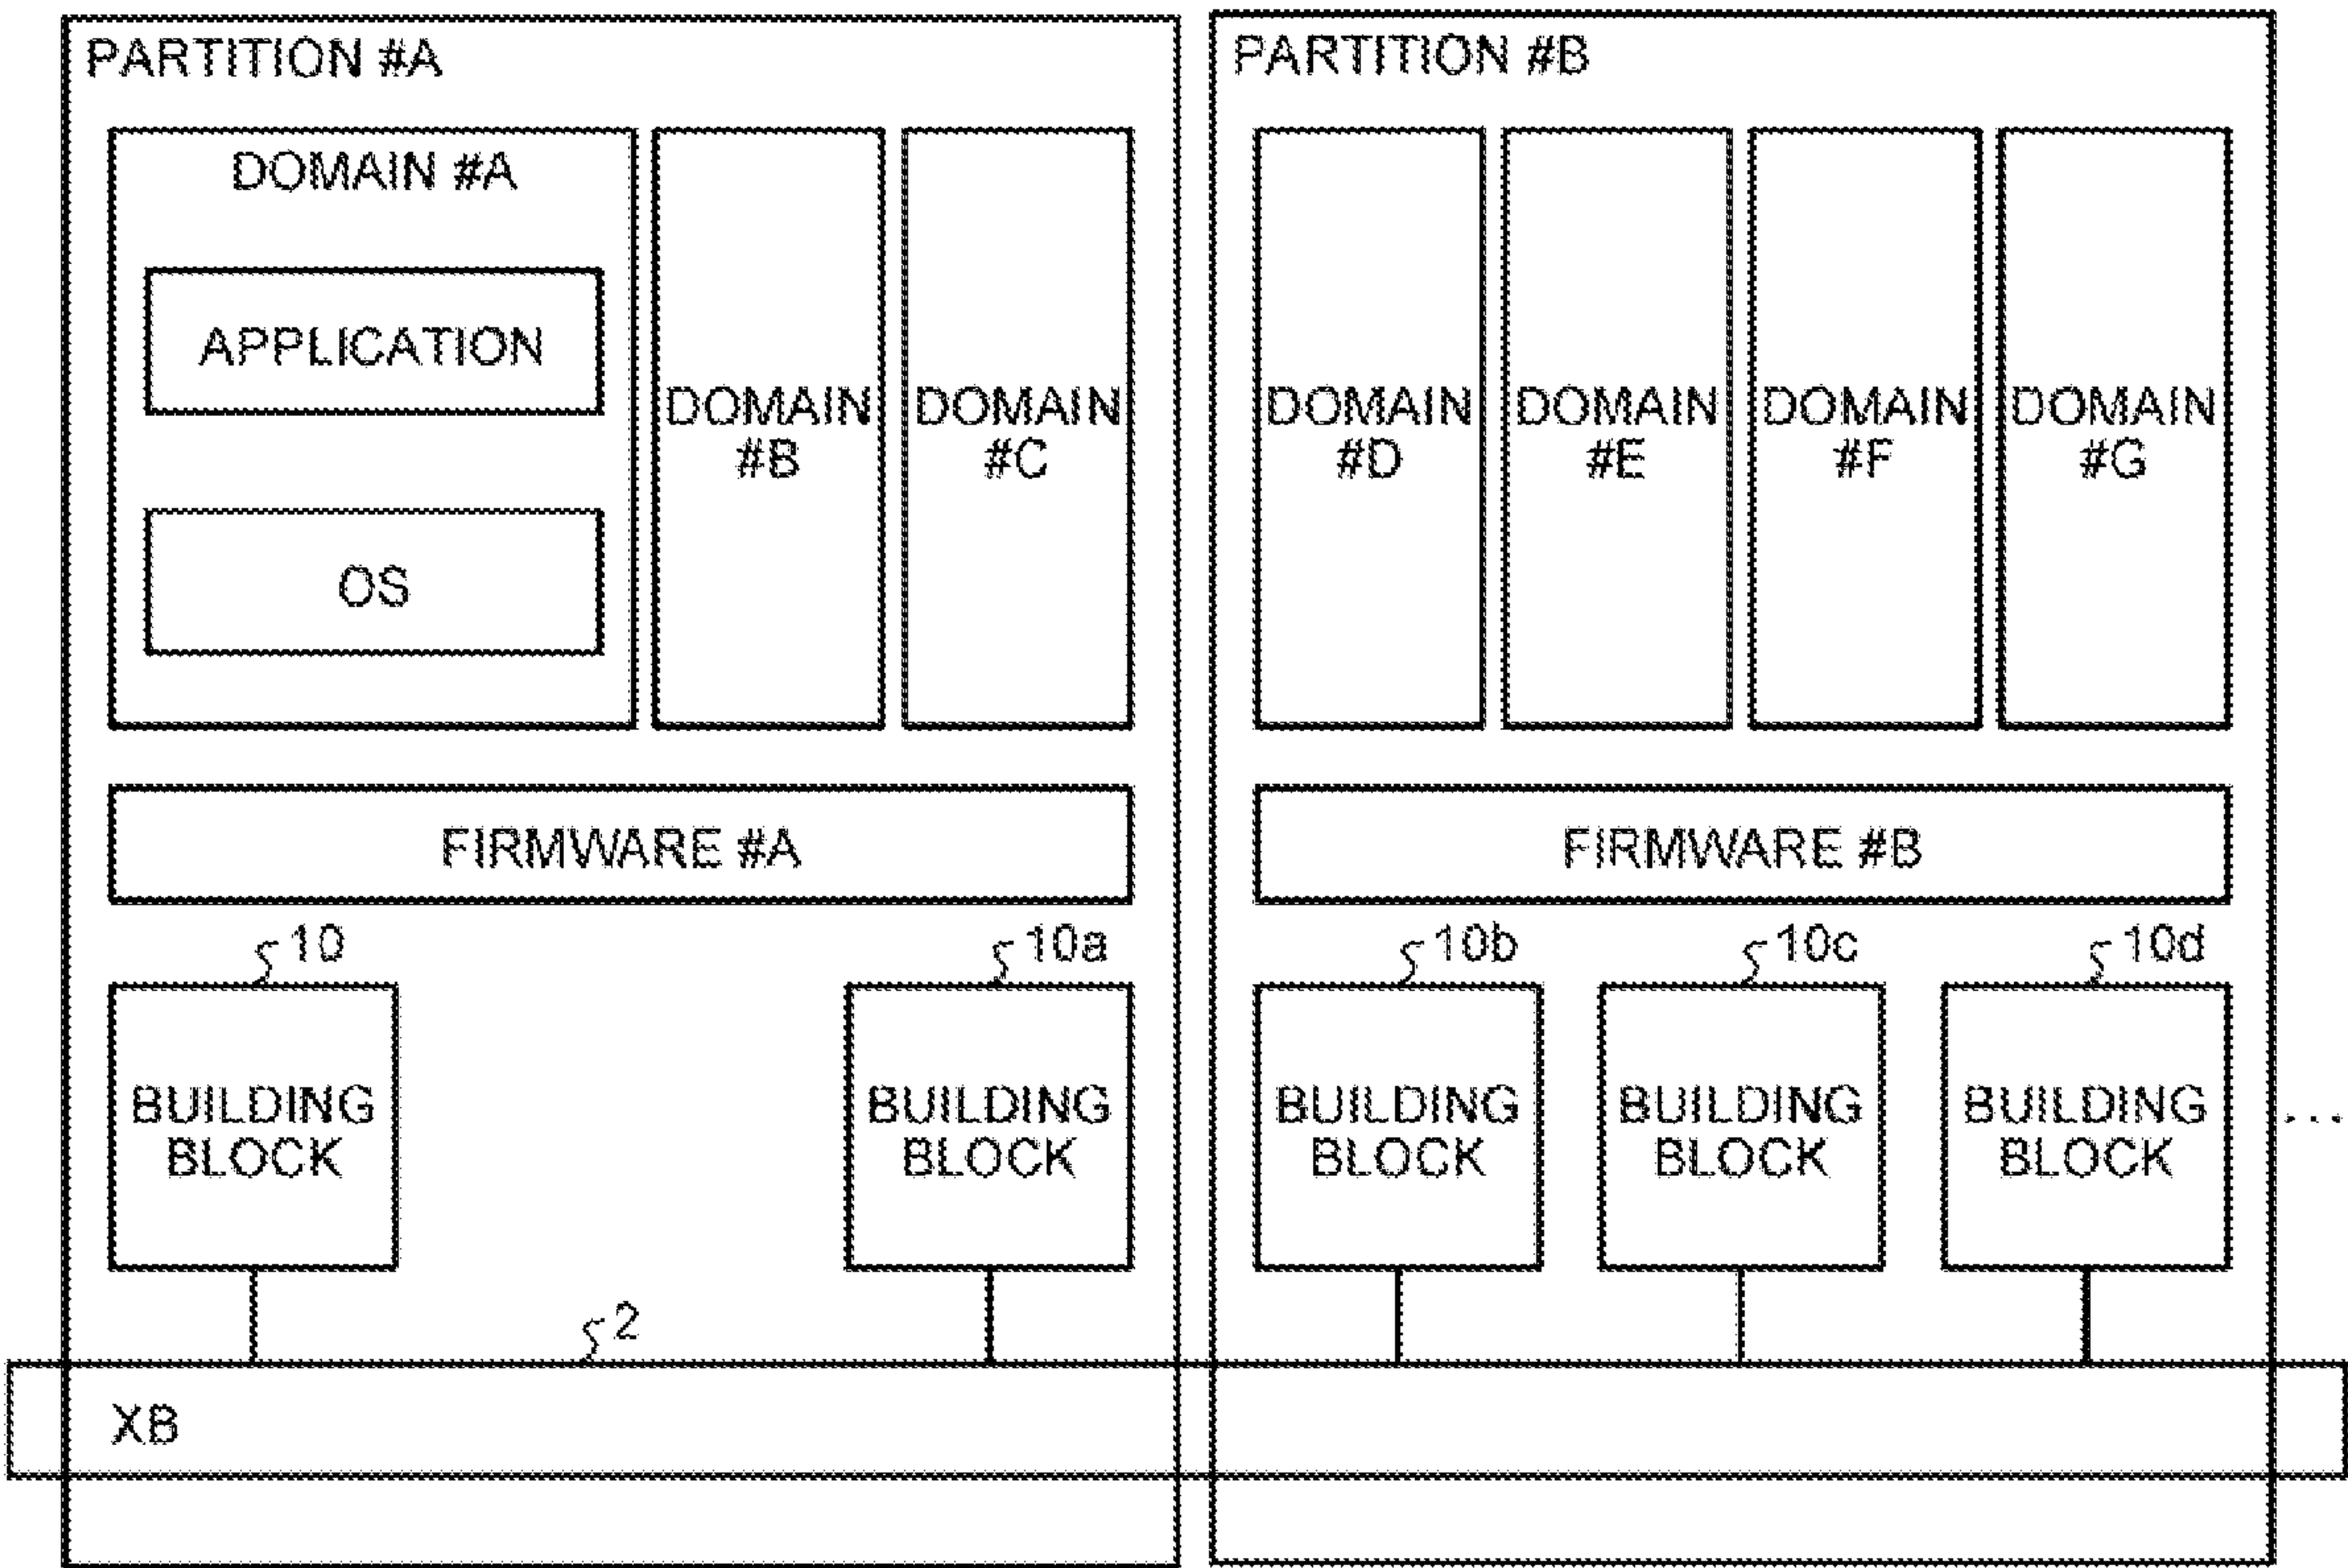 PARTITION #A
DOMAIN #A
APPLICATION
OS
DOMAIN
#B
DOMAIN
#C
FIRMWARE #A
10
BUILDING
BLOCK
10a
BUILDING
BLOCK
PARTITION #B
DOMAIN
#D
DOMAIN
#E
DOMAIN
#F
DOMAIN
#G
FIRMWARE #B
10b
BUILDING
BLOCK
10c
BUILDING
BLOCK
10d
BUILDING
BLOCK
...
2
XB